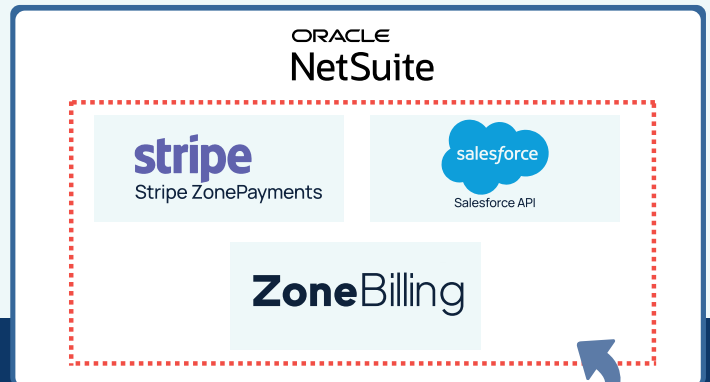 ORACLE
NetSuite
stripe
Stripe ZonePayments
salesforce
Salesforce API
ZoneBilling